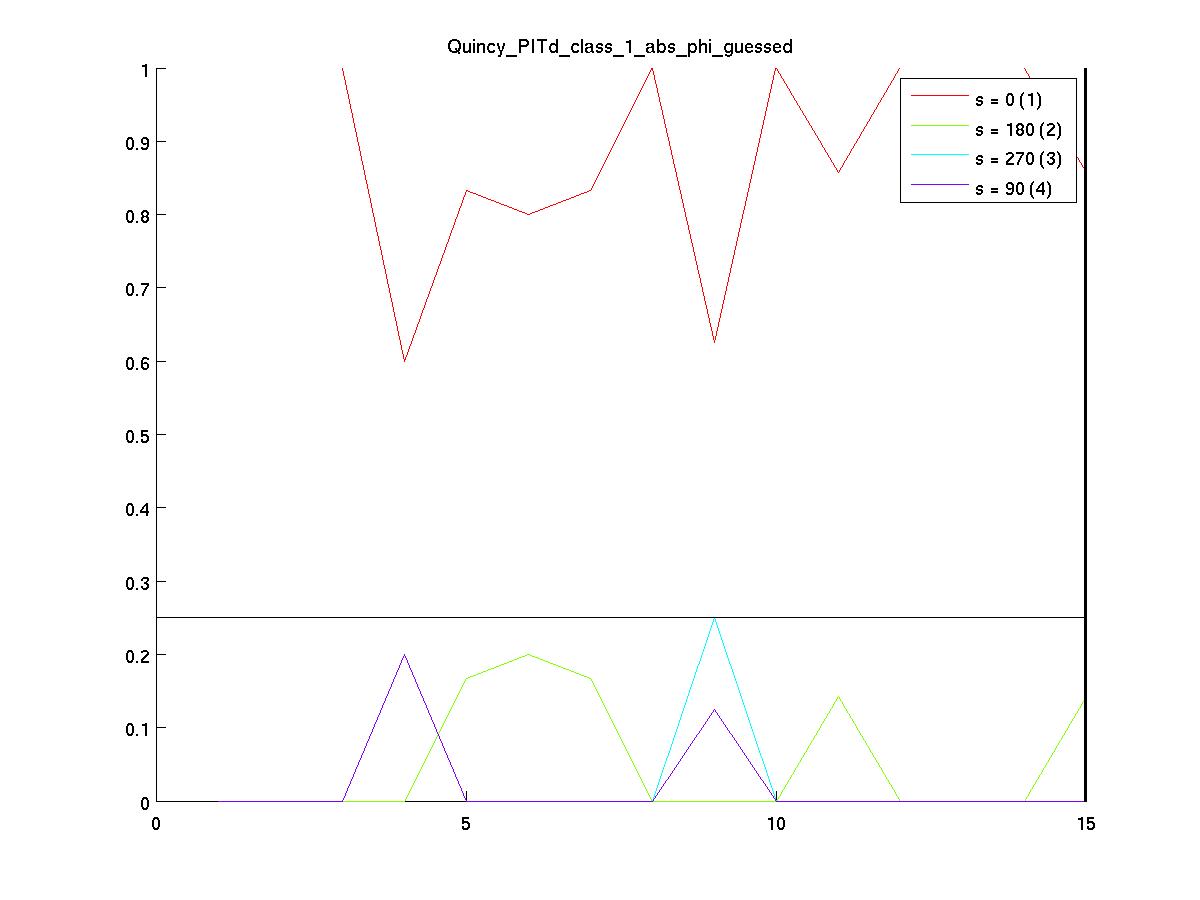 Quincy_PITd_class_1_abs_phi_guessed
1
0.9
0.8
0.7
0.6
0.5
0.4
0.3
0.2
0.1
0
s = 0 (1)
s = 180 (2)
s = 270 (3)
s = 90 (4)
0 5 10 15